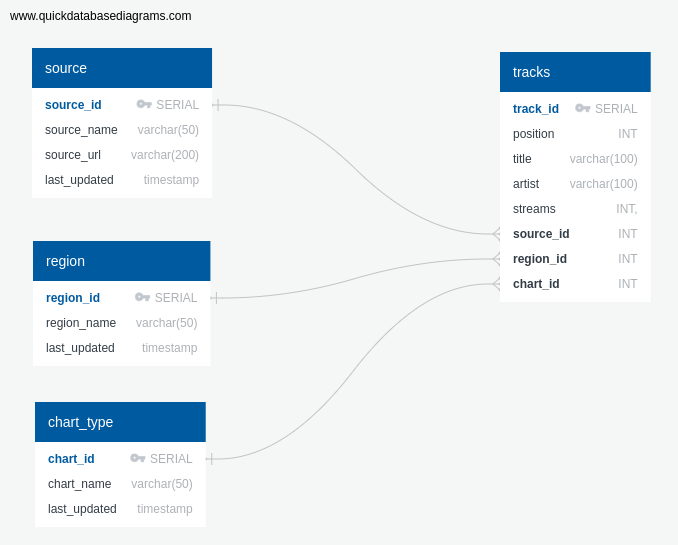 www.quickdatabasediagrams.com
source
source_id SERIAL
source_name varchar(50)
source_url varchar(200)
last_updated timestamp
region
region_id SERIAL
region_name varchar(50)
last_updated timestamp
chart_type
chart_id SERIAL
chart_name varchar(50)
last_updated timestamp
tracks
track_id SERIAL
position INT
title varchar(100)
artist varchar(100)
streams INT,
source_id INT
region_id INT
chart_id INT